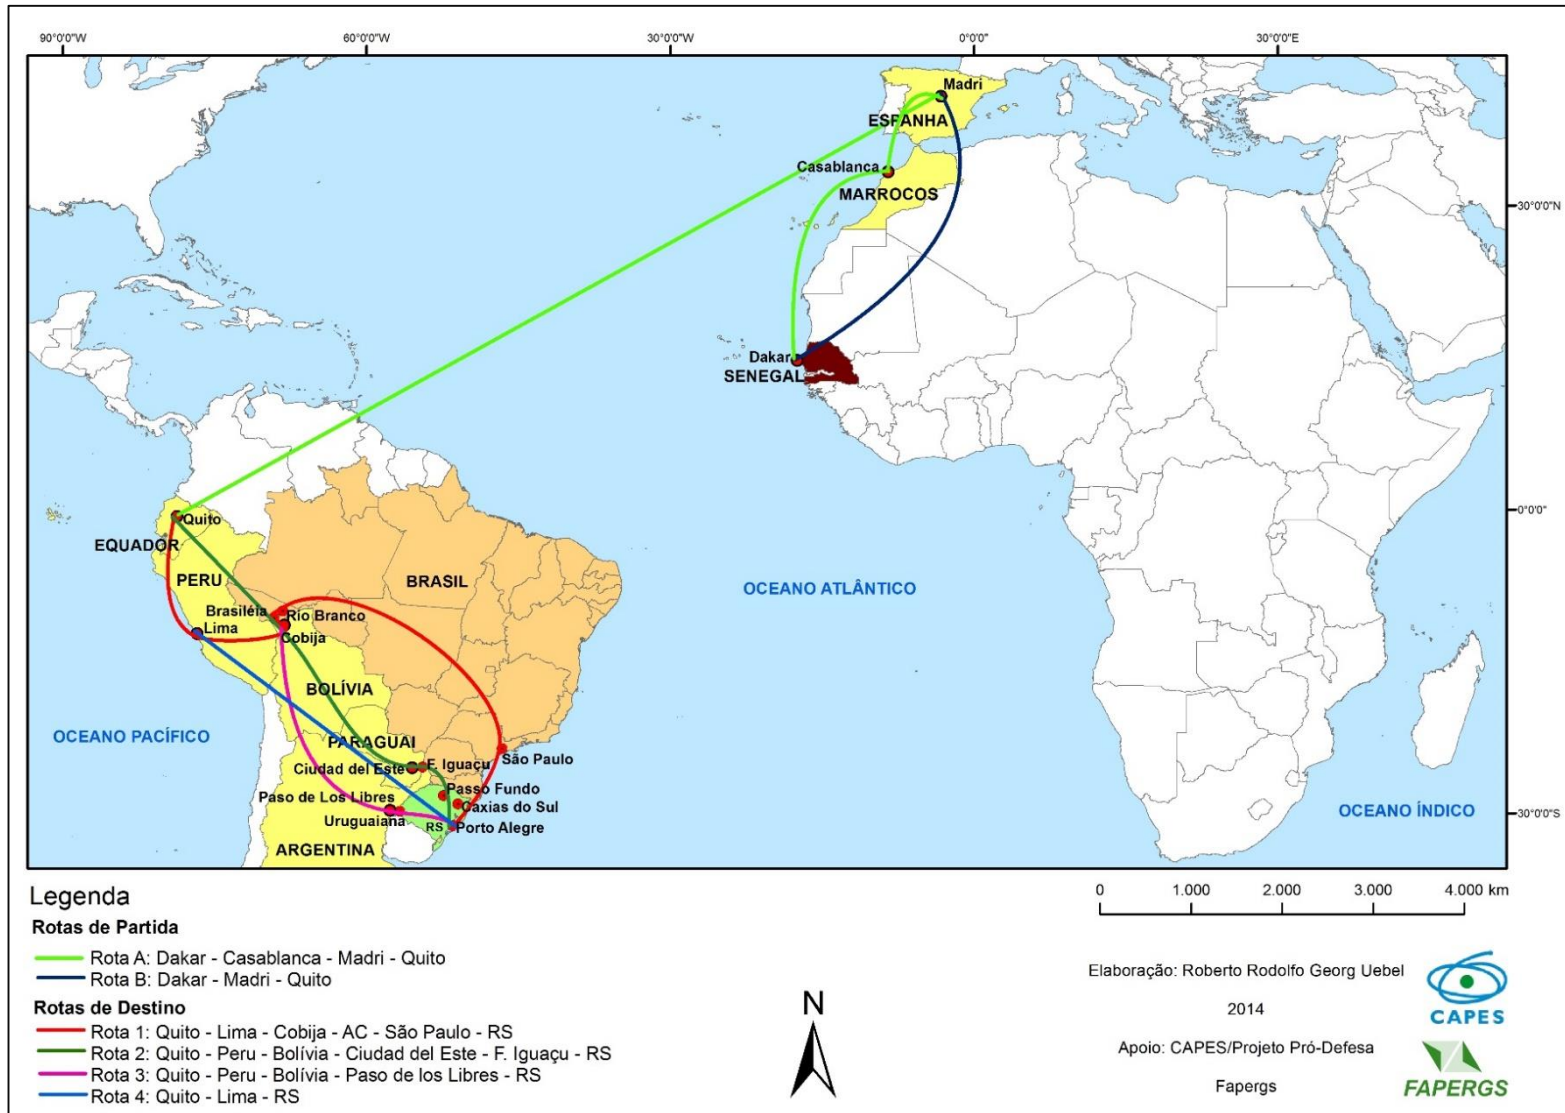 90°0'0"W
60°0'0"W
30°0'0"W
0°0'0"
30°0'0"E
Madri
ESPANHA
Casablanca
MARROCOS
30°0'0"N
Dakar
SENEGAL
Quito
0°0'0"
EQUADOR
PERU
BRASIL
OCEANO ATLÂNTICO
Brasiléia
Rio Branco
Lima
Cobija
BOLÍVIA
OCEANO PACÍFICO
PARAGUAI
São Paulo
Ciudad del Este
F. Iguaçu
Passo Fundo
Paso de Los Libres
Caxias do Sul
OCEANO ÍNDICO
30°0'0"S
Uruguaiana
RS
Porto Alegre
ARGENTINA
Legenda
Rotas de Partida
Rota A: Dakar - Casablanca - Madri - Quito
Rota B: Dakar - Madri - Quito
Rotas de Destino
Rota 1: Quito - Lima - Cobija - AC - São Paulo - RS
Rota 2: Quito - Peru - Bolívia - Ciudad del Este - F. Iguaçu - RS
Rota 3: Quito - Peru - Bolívia - Paso de los Libres - RS
Rota 4: Quito - Lima - RS
N
0 1.000 2.000 3.000 4.000 km
Elaboração: Roberto Rodolfo Georg Uebel
2014
Apoio: CAPES/Projeto Pró-Defesa
Fapergs
CAPES
FAPERGS